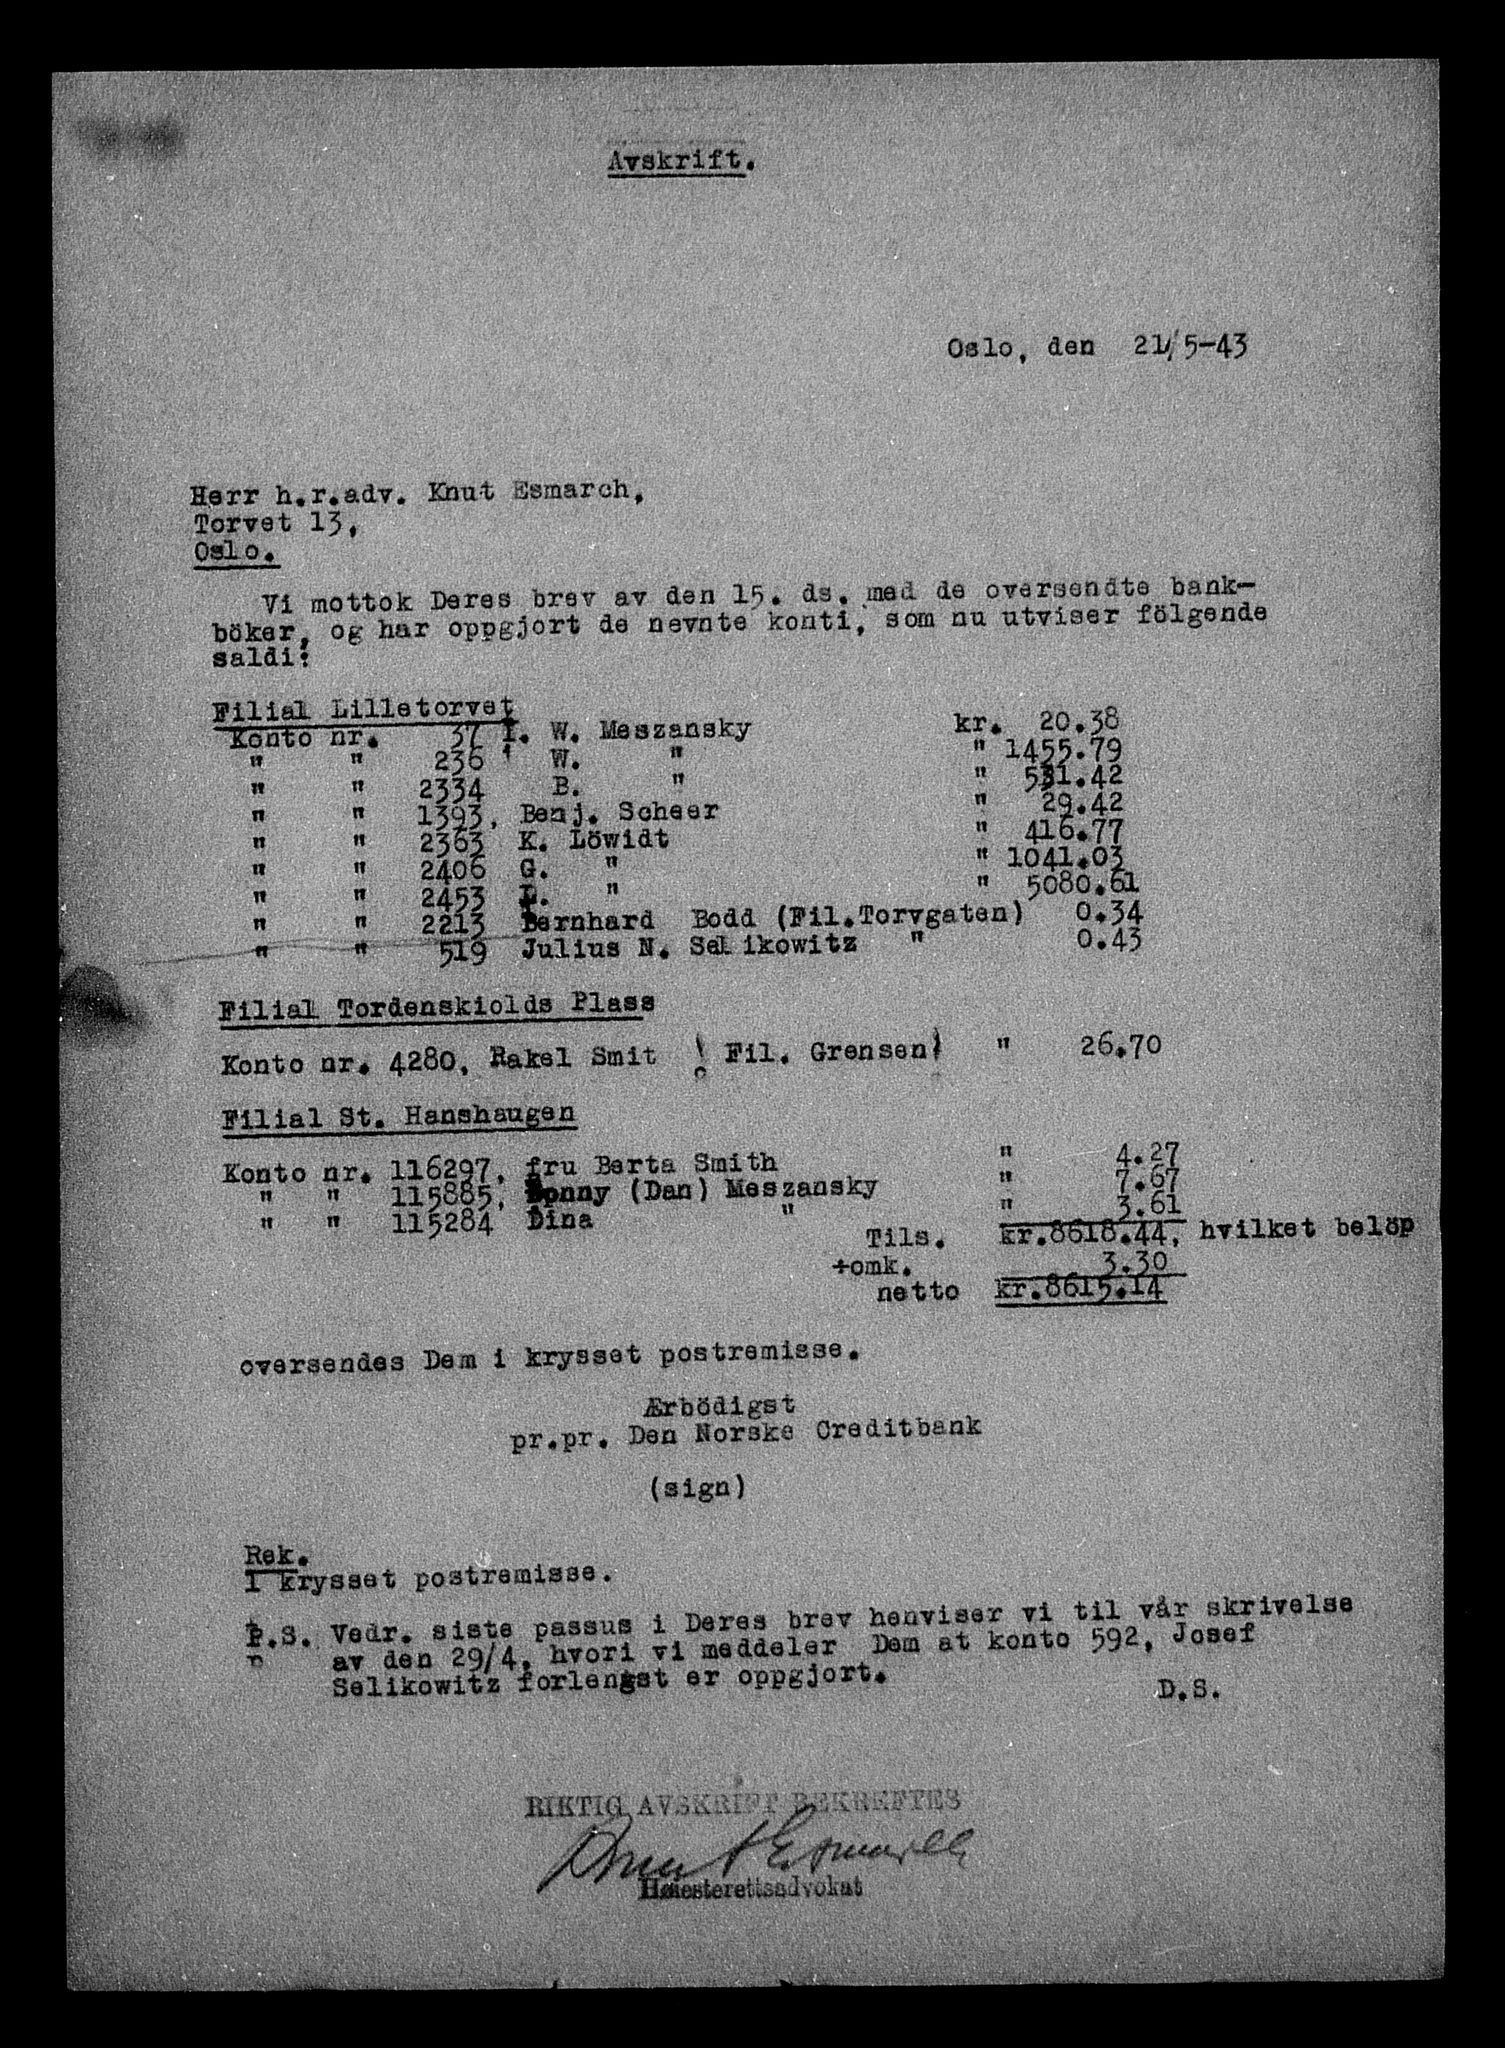 Avskrift.
Oslo, den 21/5-43
Herr h.r.adv. Knut Esmarch,
Torvet 13,
Oslo.
Vi mottok Deres brev av den 15. ds. med de oversendte bank-
böker, og har oppgjort de nevnte konti, som nu utviser fölgende
saldi:
Filial Lilletorvet
Konto nr. 37 I. W. Meszansky kr. 20.38
" " 236 W. " " 1455.79
" " 2334 B. " " 531.42
" " 1393, Benj. Scheer " 29.42
" " 2363 K. Löwidt " 416.77
" " 2406 G. " " 1041.03
" " 2453 L. " " 5080.61
" " 2213 Bernhard Bodd (Fil.Torvgaten) 0.34
" " 519 Julius N. Selikowitz " 0.43
Filial Tordenskiolds Plass
Konto nr. 4280, Rakel Smit ( Fil. Grensen) " 26.70
Filial St. Hanshaugen
Konto nr. 116297, fru Berta Smith " 4.27
" " 115885, Donny (Dan) Meszansky " 7.67
" " 115284 Dina " " 3.61
Tils. kr.8618.44, hvilket belöp
÷omk. 3.30
netto kr.8615.14
oversendes Dem i krysset postremisse.
Ærbödigst
pr.pr. Den Norske Creditbank
(sign)
Rek.
1 krysset postremisse.
P.S. Vedr. siste passus i Deres brev henviser vi til vår skrivelse
av den 29/4, hvori vi meddeler Dem at konto 592, Josef
Selikowitz forlengst er oppgjort.
D.S.
RIKTIG AVSKRIFT BEKREFTES
Knut Esmarch
Høiesterettsadvokat